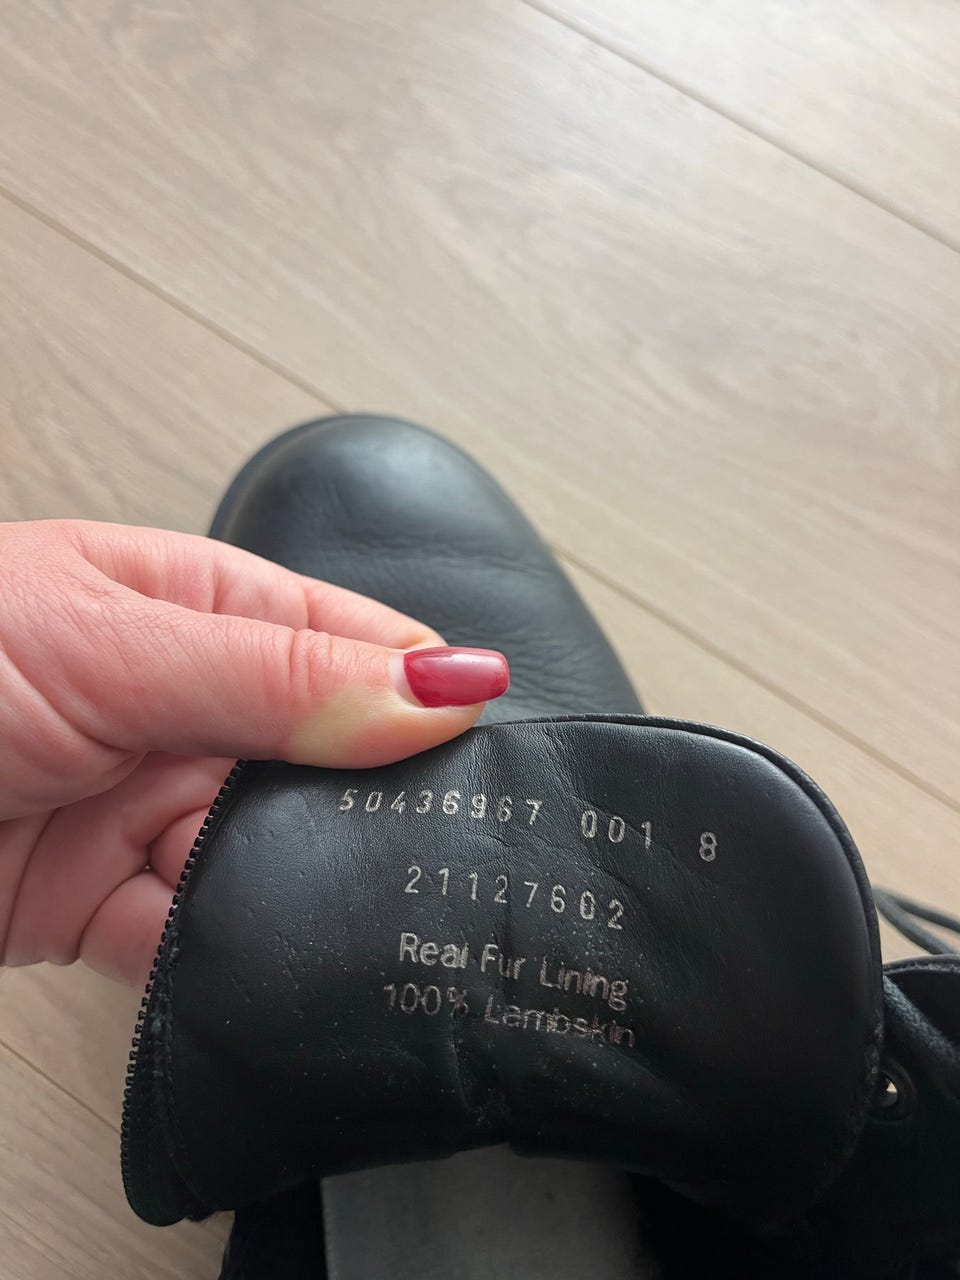 50436967 001 8
21127602
Real Fur Lining
100% Lambskin